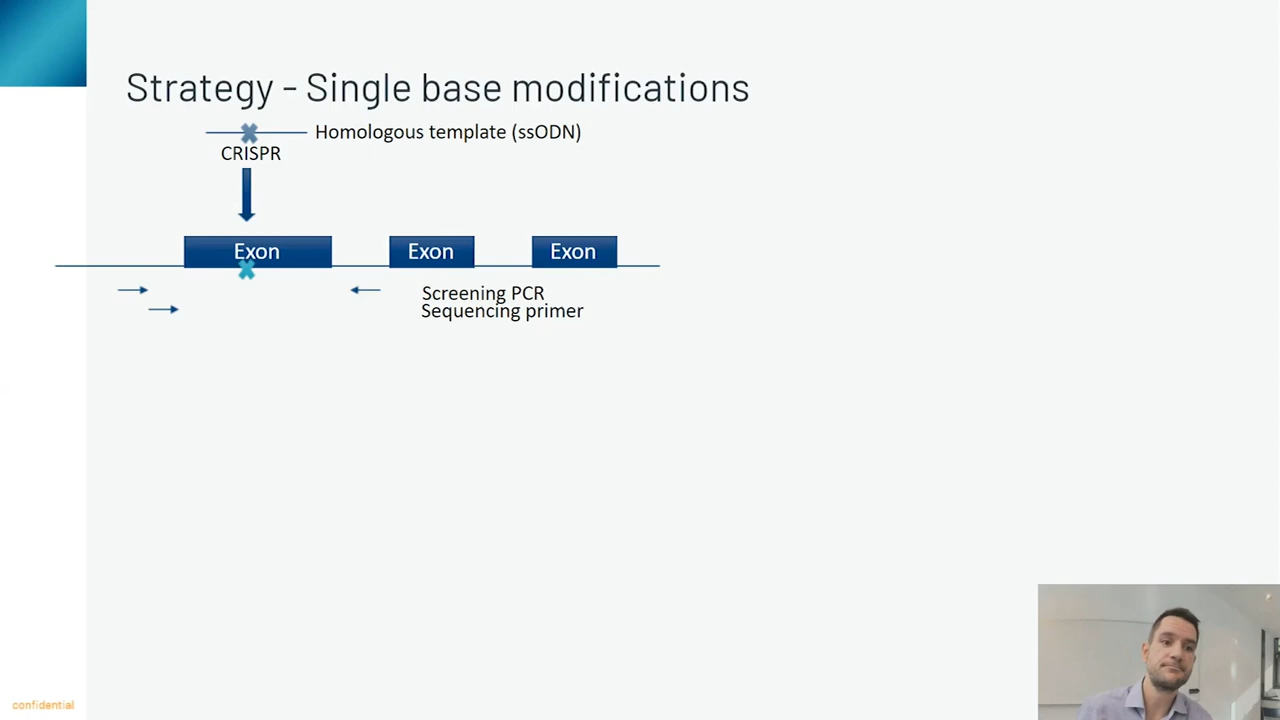 Strategy - Single base modifications
Homologous template (ssODN)
CRISPR
Exon Exon Exon
Screening PCR
Sequencing primer
confidential